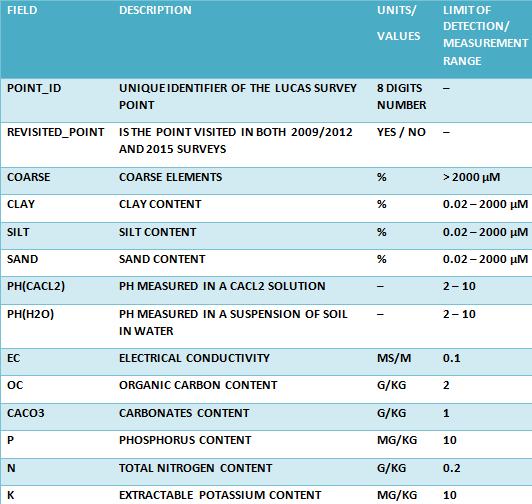 FIELD DESCRIPTION UNITS/ VALUES LIMIT OF DETECTION/ MEASUREMENT RANGE
POINT_ID UNIQUE IDENTIFIER OF THE LUCAS SURVEY POINT 8 DIGITS NUMBER –
REVISITED_POINT IS THE POINT VISITED IN BOTH 2009/2012 AND 2015 SURVEYS YES / NO –
COARSE COARSE ELEMENTS % > 2000 µM
CLAY CLAY CONTENT % 0.02 – 2000 µM
SILT SILT CONTENT % 0.02 – 2000 µM
SAND SAND CONTENT % 0.02 – 2000 µM
PH(CACL2) PH MEASURED IN A CACL2 SOLUTION – 2 – 10
PH(H2O) PH MEASURED IN A SUSPENSION OF SOIL IN WATER – 2 – 10
EC ELECTRICAL CONDUCTIVITY MS/M 0.1
OC ORGANIC CARBON CONTENT G/KG 2
CACO3 CARBONATES CONTENT G/KG 1
P PHOSPHORUS CONTENT MG/KG 10
N TOTAL NITROGEN CONTENT G/KG 0.2
K EXTRACTABLE POTASSIUM CONTENT MG/KG 10